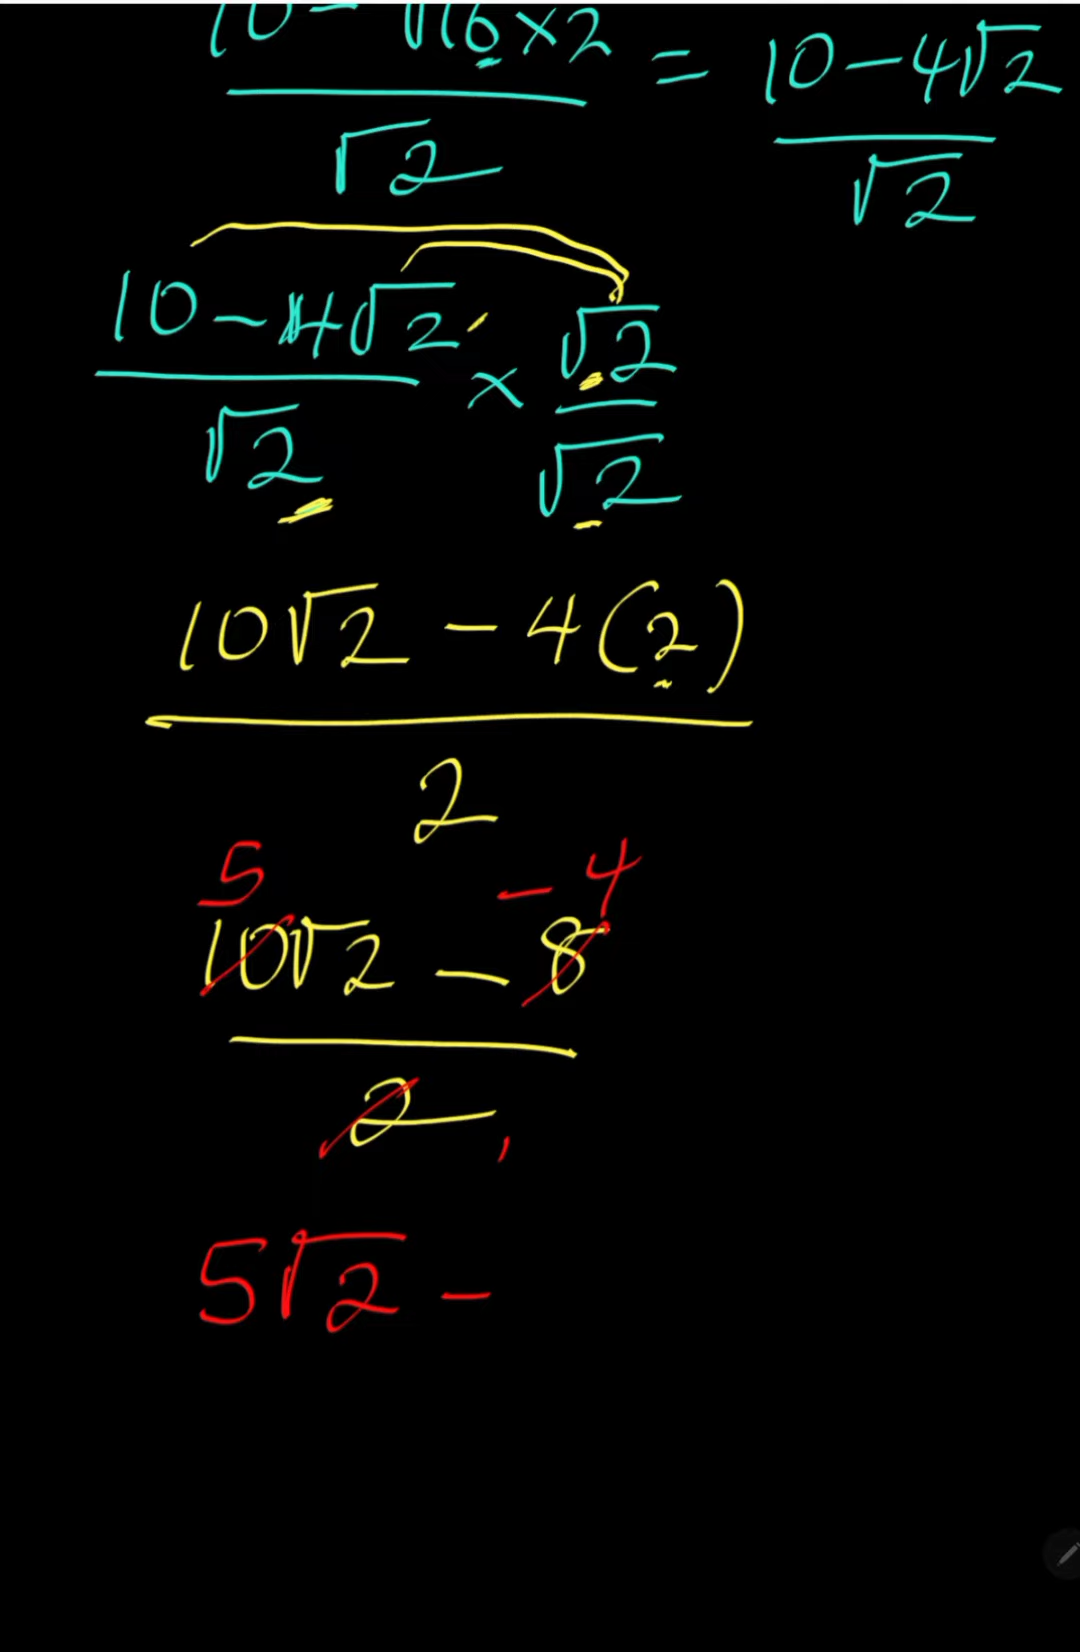 10 - √16×2 / √2 = 10-4√2 / √2
10-4√2 / √2 × √2 / √2
10√2 - 4(2)
2
5 - 4
10√2 - 8
2
5√2 -